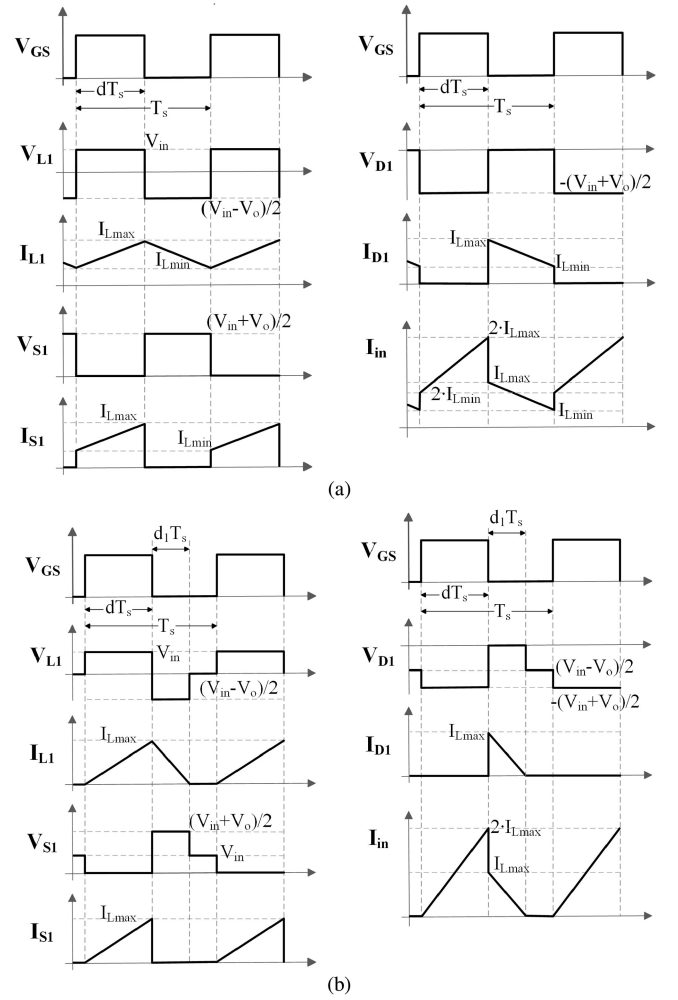 V_GS
dT_s
T_s
V_L1
V_in
(V_in-V_o)/2
I_L1
I_Lmax
I_Lmin
V_S1
(V_in+V_o)/2
I_S1
I_Lmax
I_Lmin
V_GS
dT_s
T_s
V_D1
-(V_in+V_o)/2
I_D1
I_Lmax
I_Lmin
I_in
2·I_Lmax
I_Lmax
2·I_Lmin
I_Lmin
(a)
V_GS
d_1T_s
dT_s
T_s
V_L1
V_in
(V_in-V_o)/2
I_L1
I_Lmax
V_S1
(V_in+V_o)/2
V_in
I_S1
I_Lmax
V_GS
d_1T_s
dT_s
T_s
V_D1
(V_in-V_o)/2
-(V_in+V_o)/2
I_D1
I_Lmax
I_in
2·I_Lmax
I_Lmax
(b)